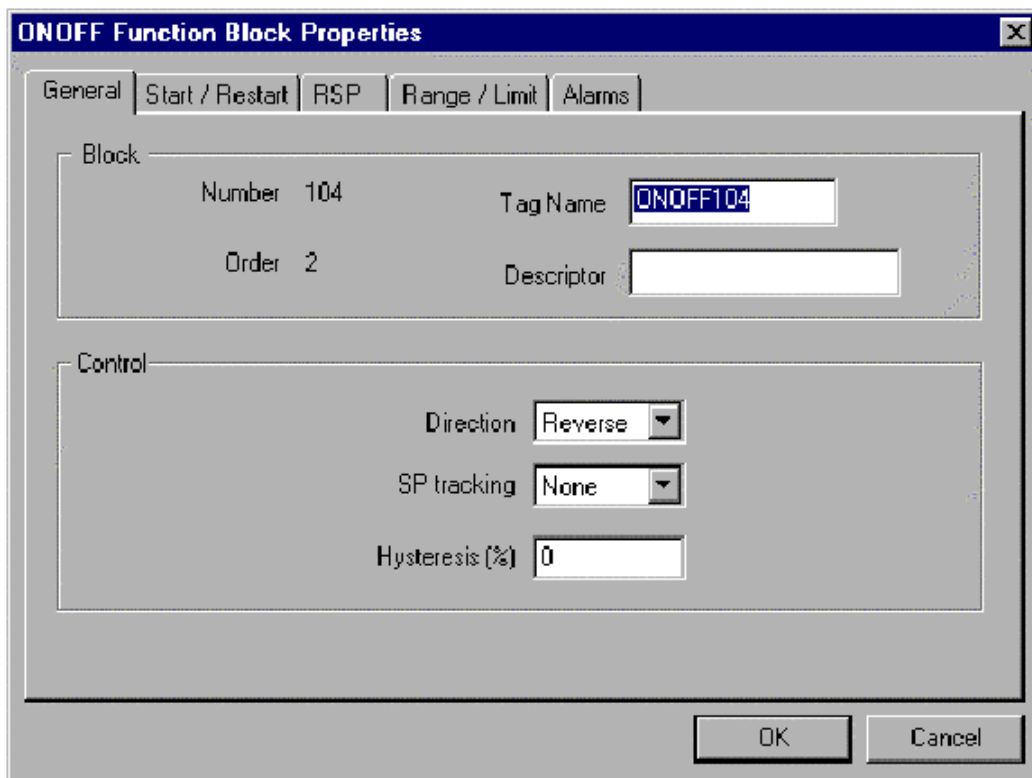 ONOFF Function Block Properties
General Start / Restart RSP Range / Limit Alarms
Block
Number 104 Tag Name ONOFF104
Order 2 Descriptor
Control
Direction Reverse
SP tracking None
Hysteresis (%) 0
OK Cancel